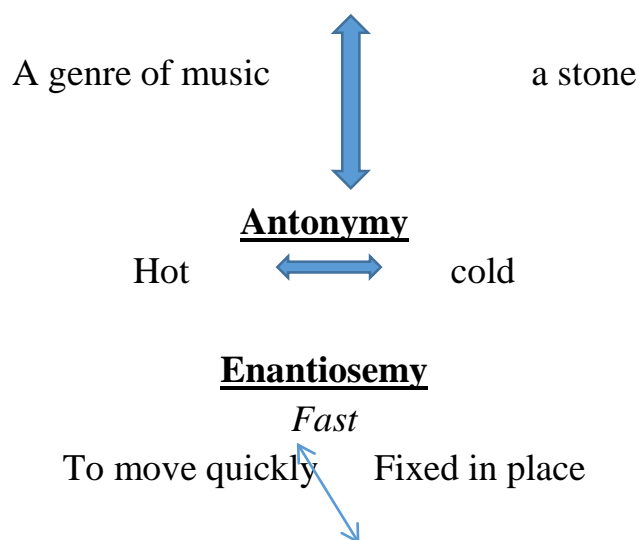 A genre of music a stone
Antonymy
Hot cold
Enantiosemy
Fast
To move quickly Fixed in place